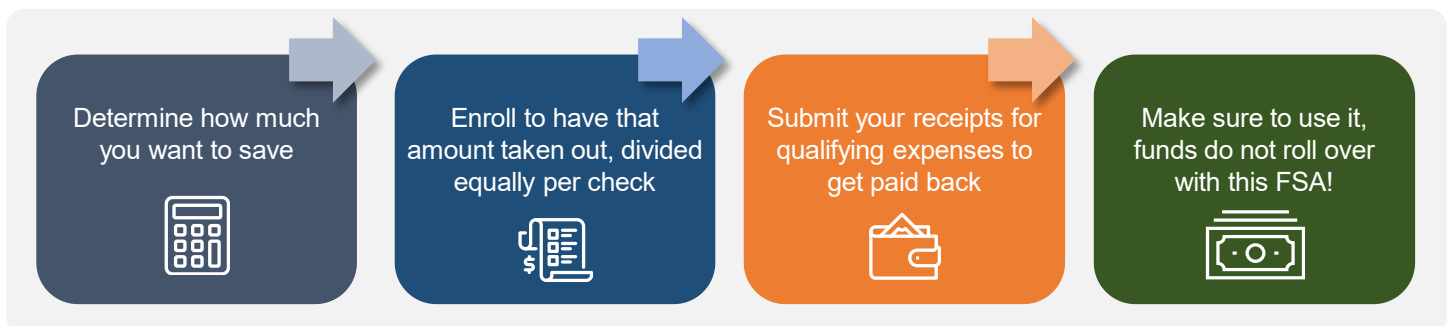 Determine how much
you want to save
Enroll to have that
amount taken out, divided
equally per check
Submit your receipts for
qualifying expenses to
get paid back
Make sure to use it,
funds do not roll over
with this FSA!
$